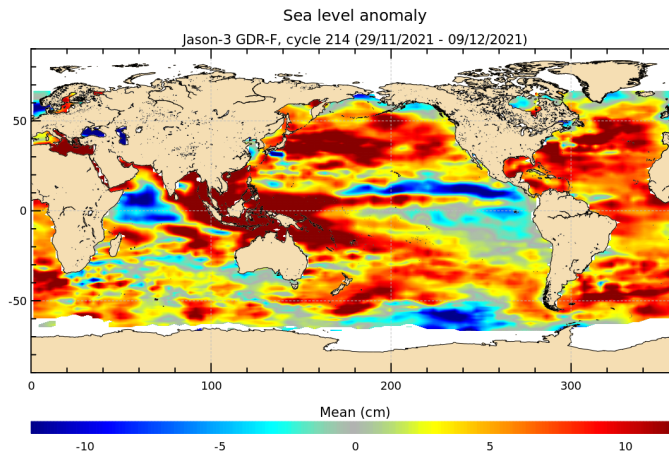 Sea level anomaly
Jason-3 GDR-F, cycle 214 (29/11/2021 - 09/12/2021)
50
0
-50
0 100 200 300
Mean (cm)
-10 -5 0 5 10